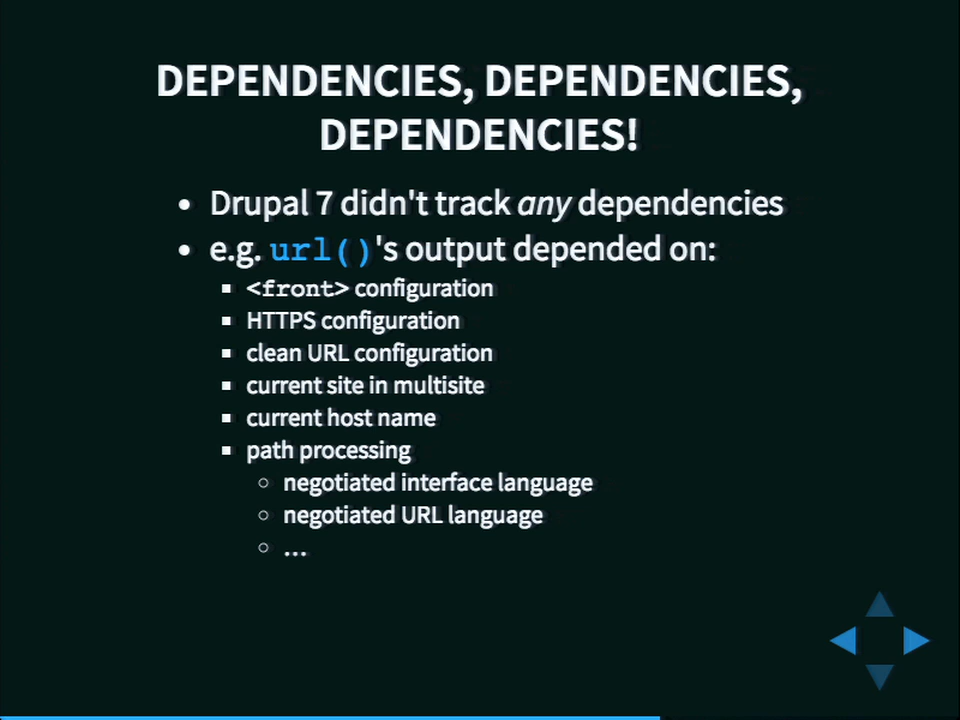 DEPENDENCIES, DEPENDENCIES,
DEPENDENCIES!
• Drupal 7 didn't track any dependencies
• e.g. url()'s output depended on:
▪ <front> configuration
▪ HTTPS configuration
▪ clean URL configuration
▪ current site in multisite
▪ current host name
▪ path processing
○ negotiated interface language
○ negotiated URL language
○ ...